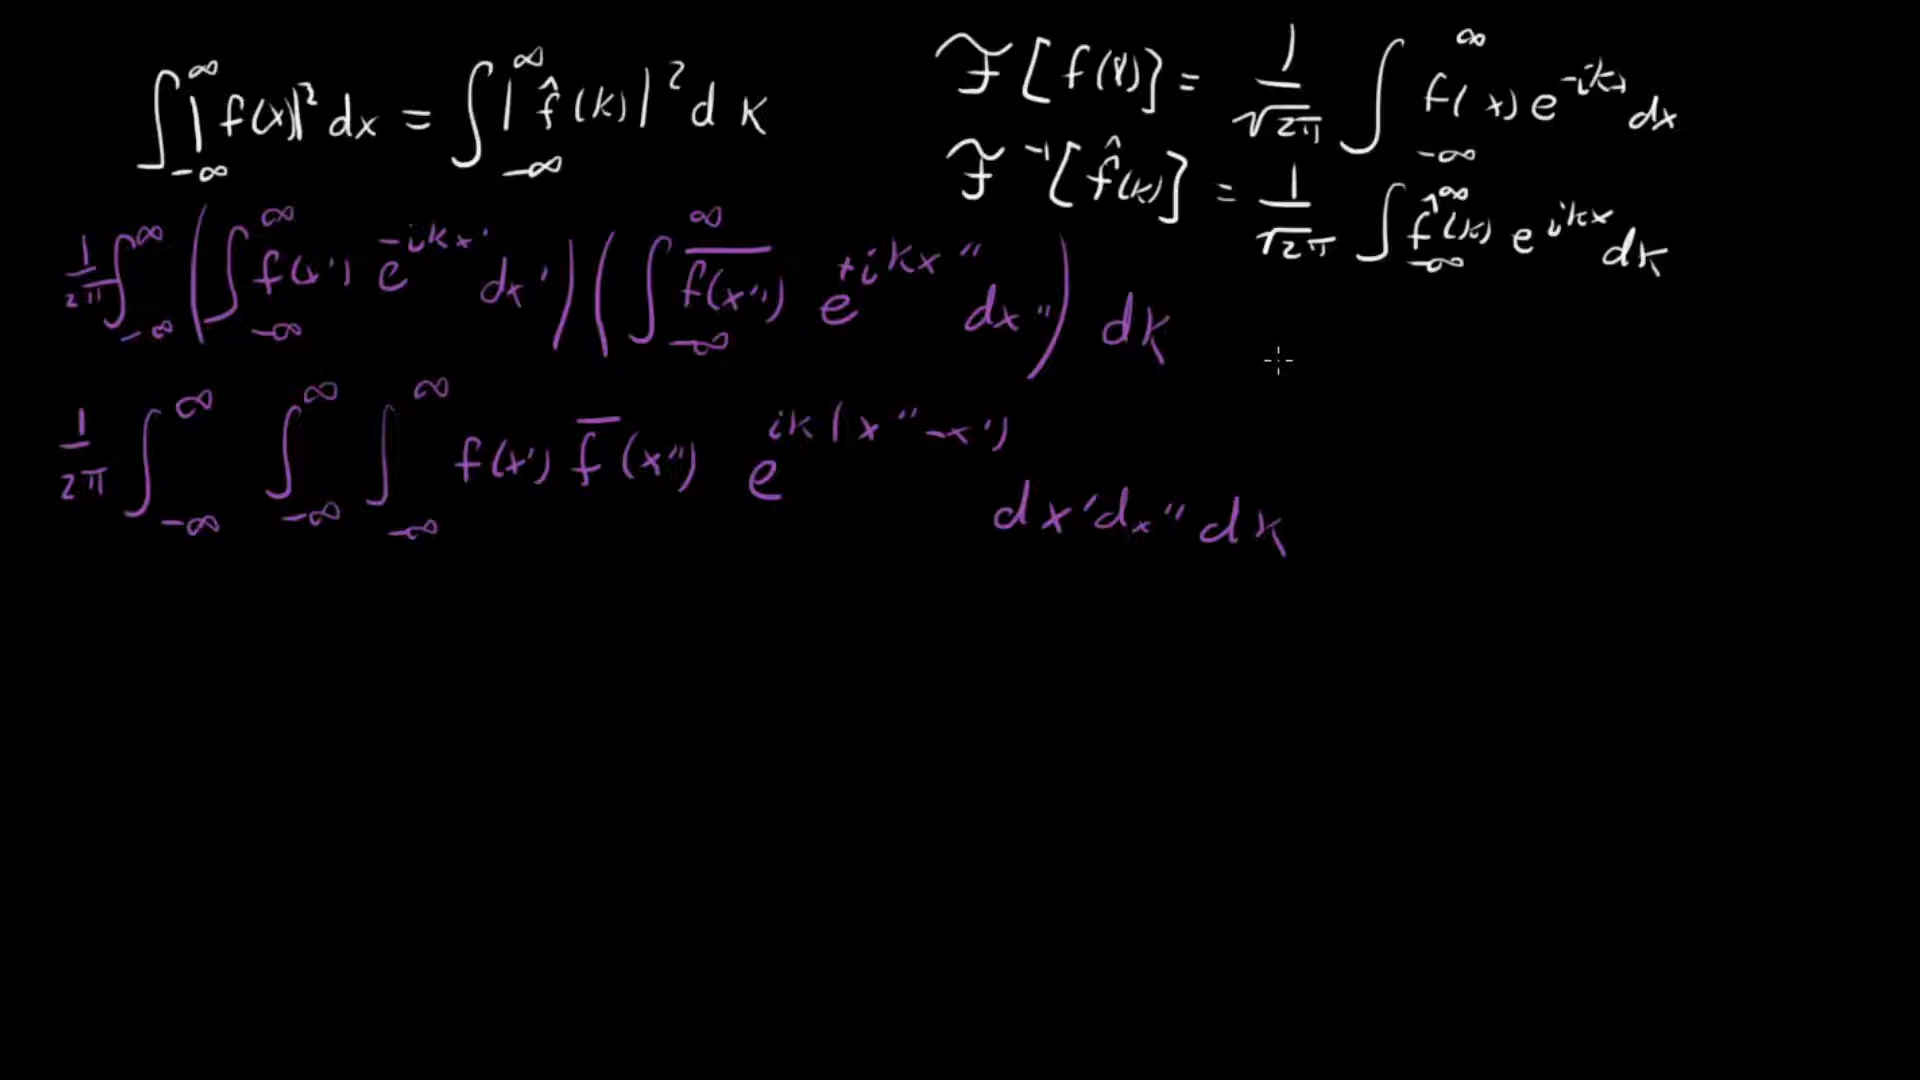 ∫_{-∞}^{∞} |f(x)|² dx = ∫_{-∞}^{∞} |f̂(k)|² dk
ℱ[f(x)] = 1/√2π ∫_{-∞}^{∞} f(x) e^{-ikx} dx
ℱ⁻¹[f̂(k)] = 1/√2π ∫_{-∞}^{∞} f̂(k) e^{ikx} dk
1/2π ∫_{-∞}^{∞} (∫_{-∞}^{∞} f(x') e^{-ikx'} dx') (∫_{-∞}^{∞} \overline{f(x'')} e^{+ikx''} dx'') dk
1/2π ∫_{-∞}^{∞} ∫_{-∞}^{∞} ∫_{-∞}^{∞} f(x') f̅(x'') e^{ik(x''-x')} dx' dx'' dk